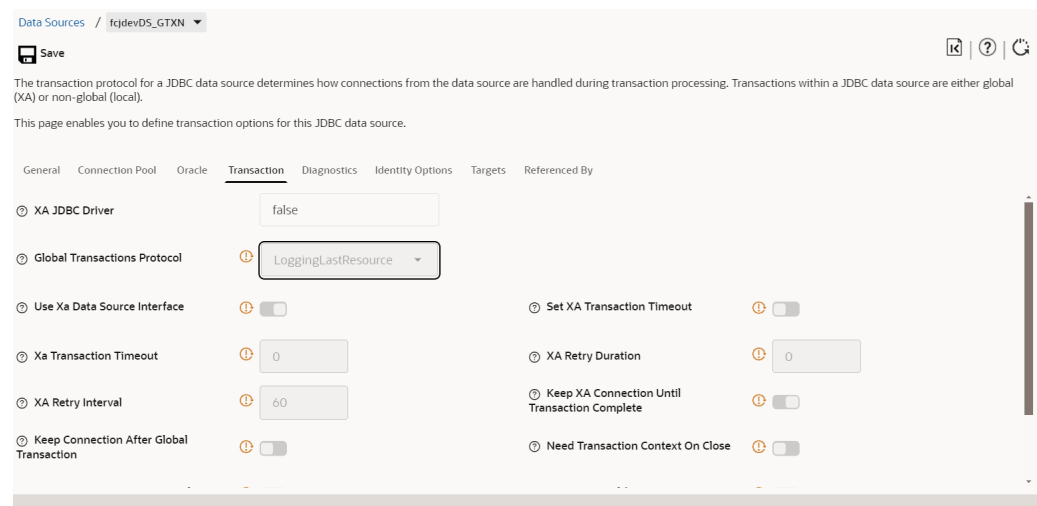 Data Sources / fcjdevDS_GTXN
Save
The transaction protocol for a JDBC data source determines how connections from the data source are handled during transaction processing. Transactions within a JDBC data source are either global
(XA) or non-global (local).
This page enables you to define transaction options for this JDBC data source.
General Connection Pool Oracle Transaction Diagnostics Identity Options Targets Referenced By
XA JDBC Driver false
Global Transactions Protocol LoggingLastResource
Use Xa Data Source Interface Set XA Transaction Timeout
Xa Transaction Timeout 0 XA Retry Duration 0
XA Retry Interval 60 Keep XA Connection Until
Transaction Complete
Keep Connection After Global
Transaction Need Transaction Context On Close